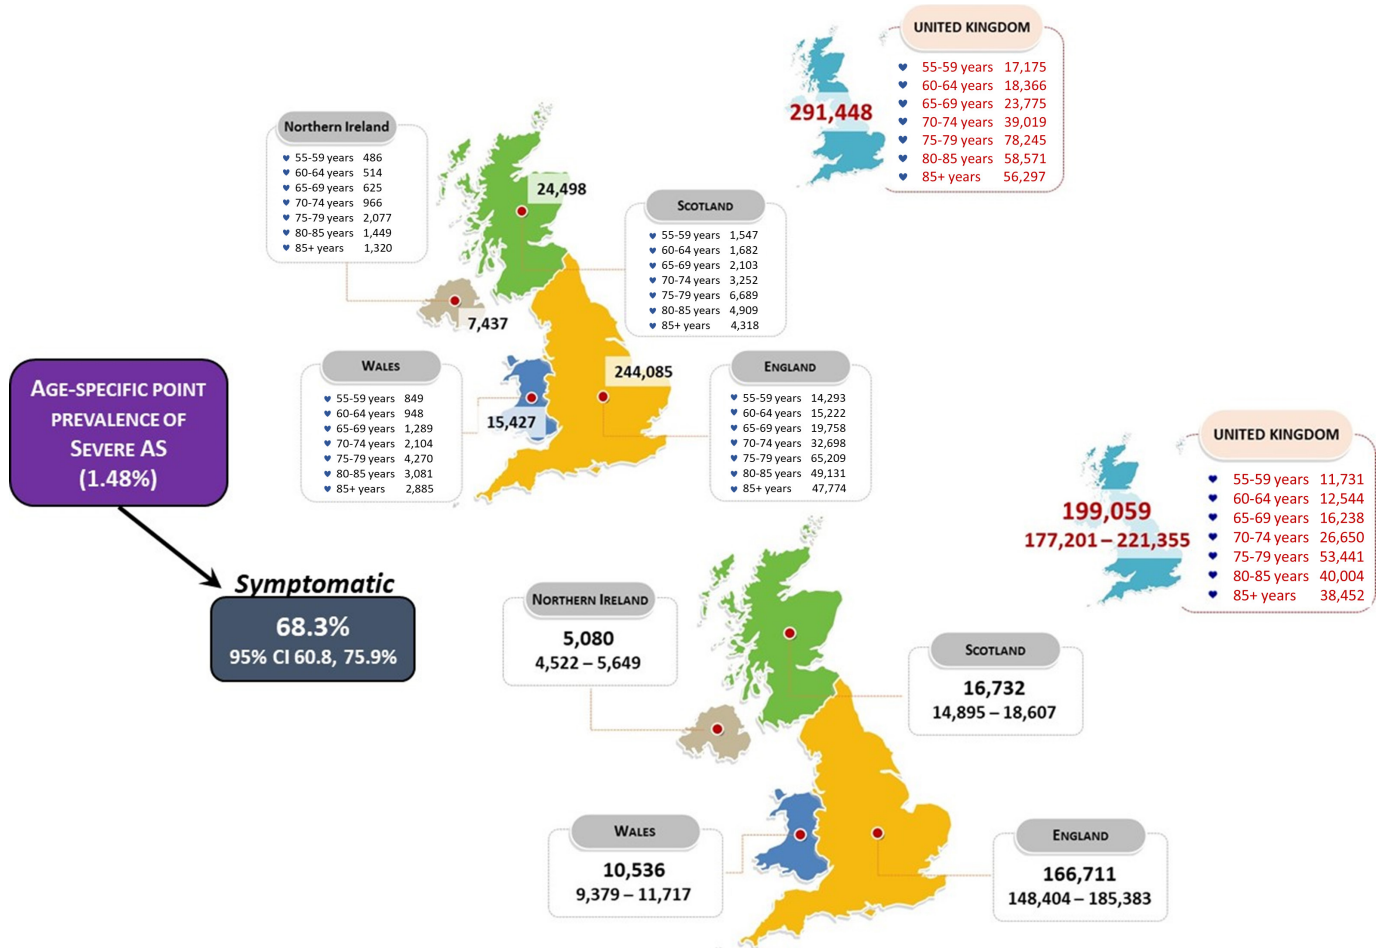 UNITED KINGDOM
55-59 years 17,175
60-64 years 18,366
65-69 years 23,775
70-74 years 39,019
75-79 years 78,245
80-85 years 58,571
85+ years 56,297
291,448
Northern Ireland
55-59 years 486
60-64 years 514
65-69 years 625
70-74 years 966
75-79 years 2,077
80-85 years 1,449
85+ years 1,320
24,498
SCOTLAND
55-59 years 1,547
60-64 years 1,682
65-69 years 2,103
70-74 years 3,252
75-79 years 6,689
80-85 years 4,909
85+ years 4,318
7,437
WALES
55-59 years 849
60-64 years 948
65-69 years 1,289
70-74 years 2,104
75-79 years 4,270
80-85 years 3,081
85+ years 2,885
15,427
244,085
ENGLAND
55-59 years 14,293
60-64 years 15,222
65-69 years 19,758
70-74 years 32,698
75-79 years 65,209
80-85 years 49,131
85+ years 47,774
AGE-SPECIFIC POINT
PREVALENCE OF
SEVERE AS
(1.48%)
Symptomatic
68.3%
95% CI 60.8, 75.9%
UNITED KINGDOM
55-59 years 11,731
60-64 years 12,544
65-69 years 16,238
70-74 years 26,650
75-79 years 53,441
80-85 years 40,004
85+ years 38,452
199,059
177,201 – 221,355
NORTHERN IRELAND
5,080
4,522 – 5,649
SCOTLAND
16,732
14,895 – 18,607
WALES
10,536
9,379 – 11,717
ENGLAND
166,711
148,404 – 185,383